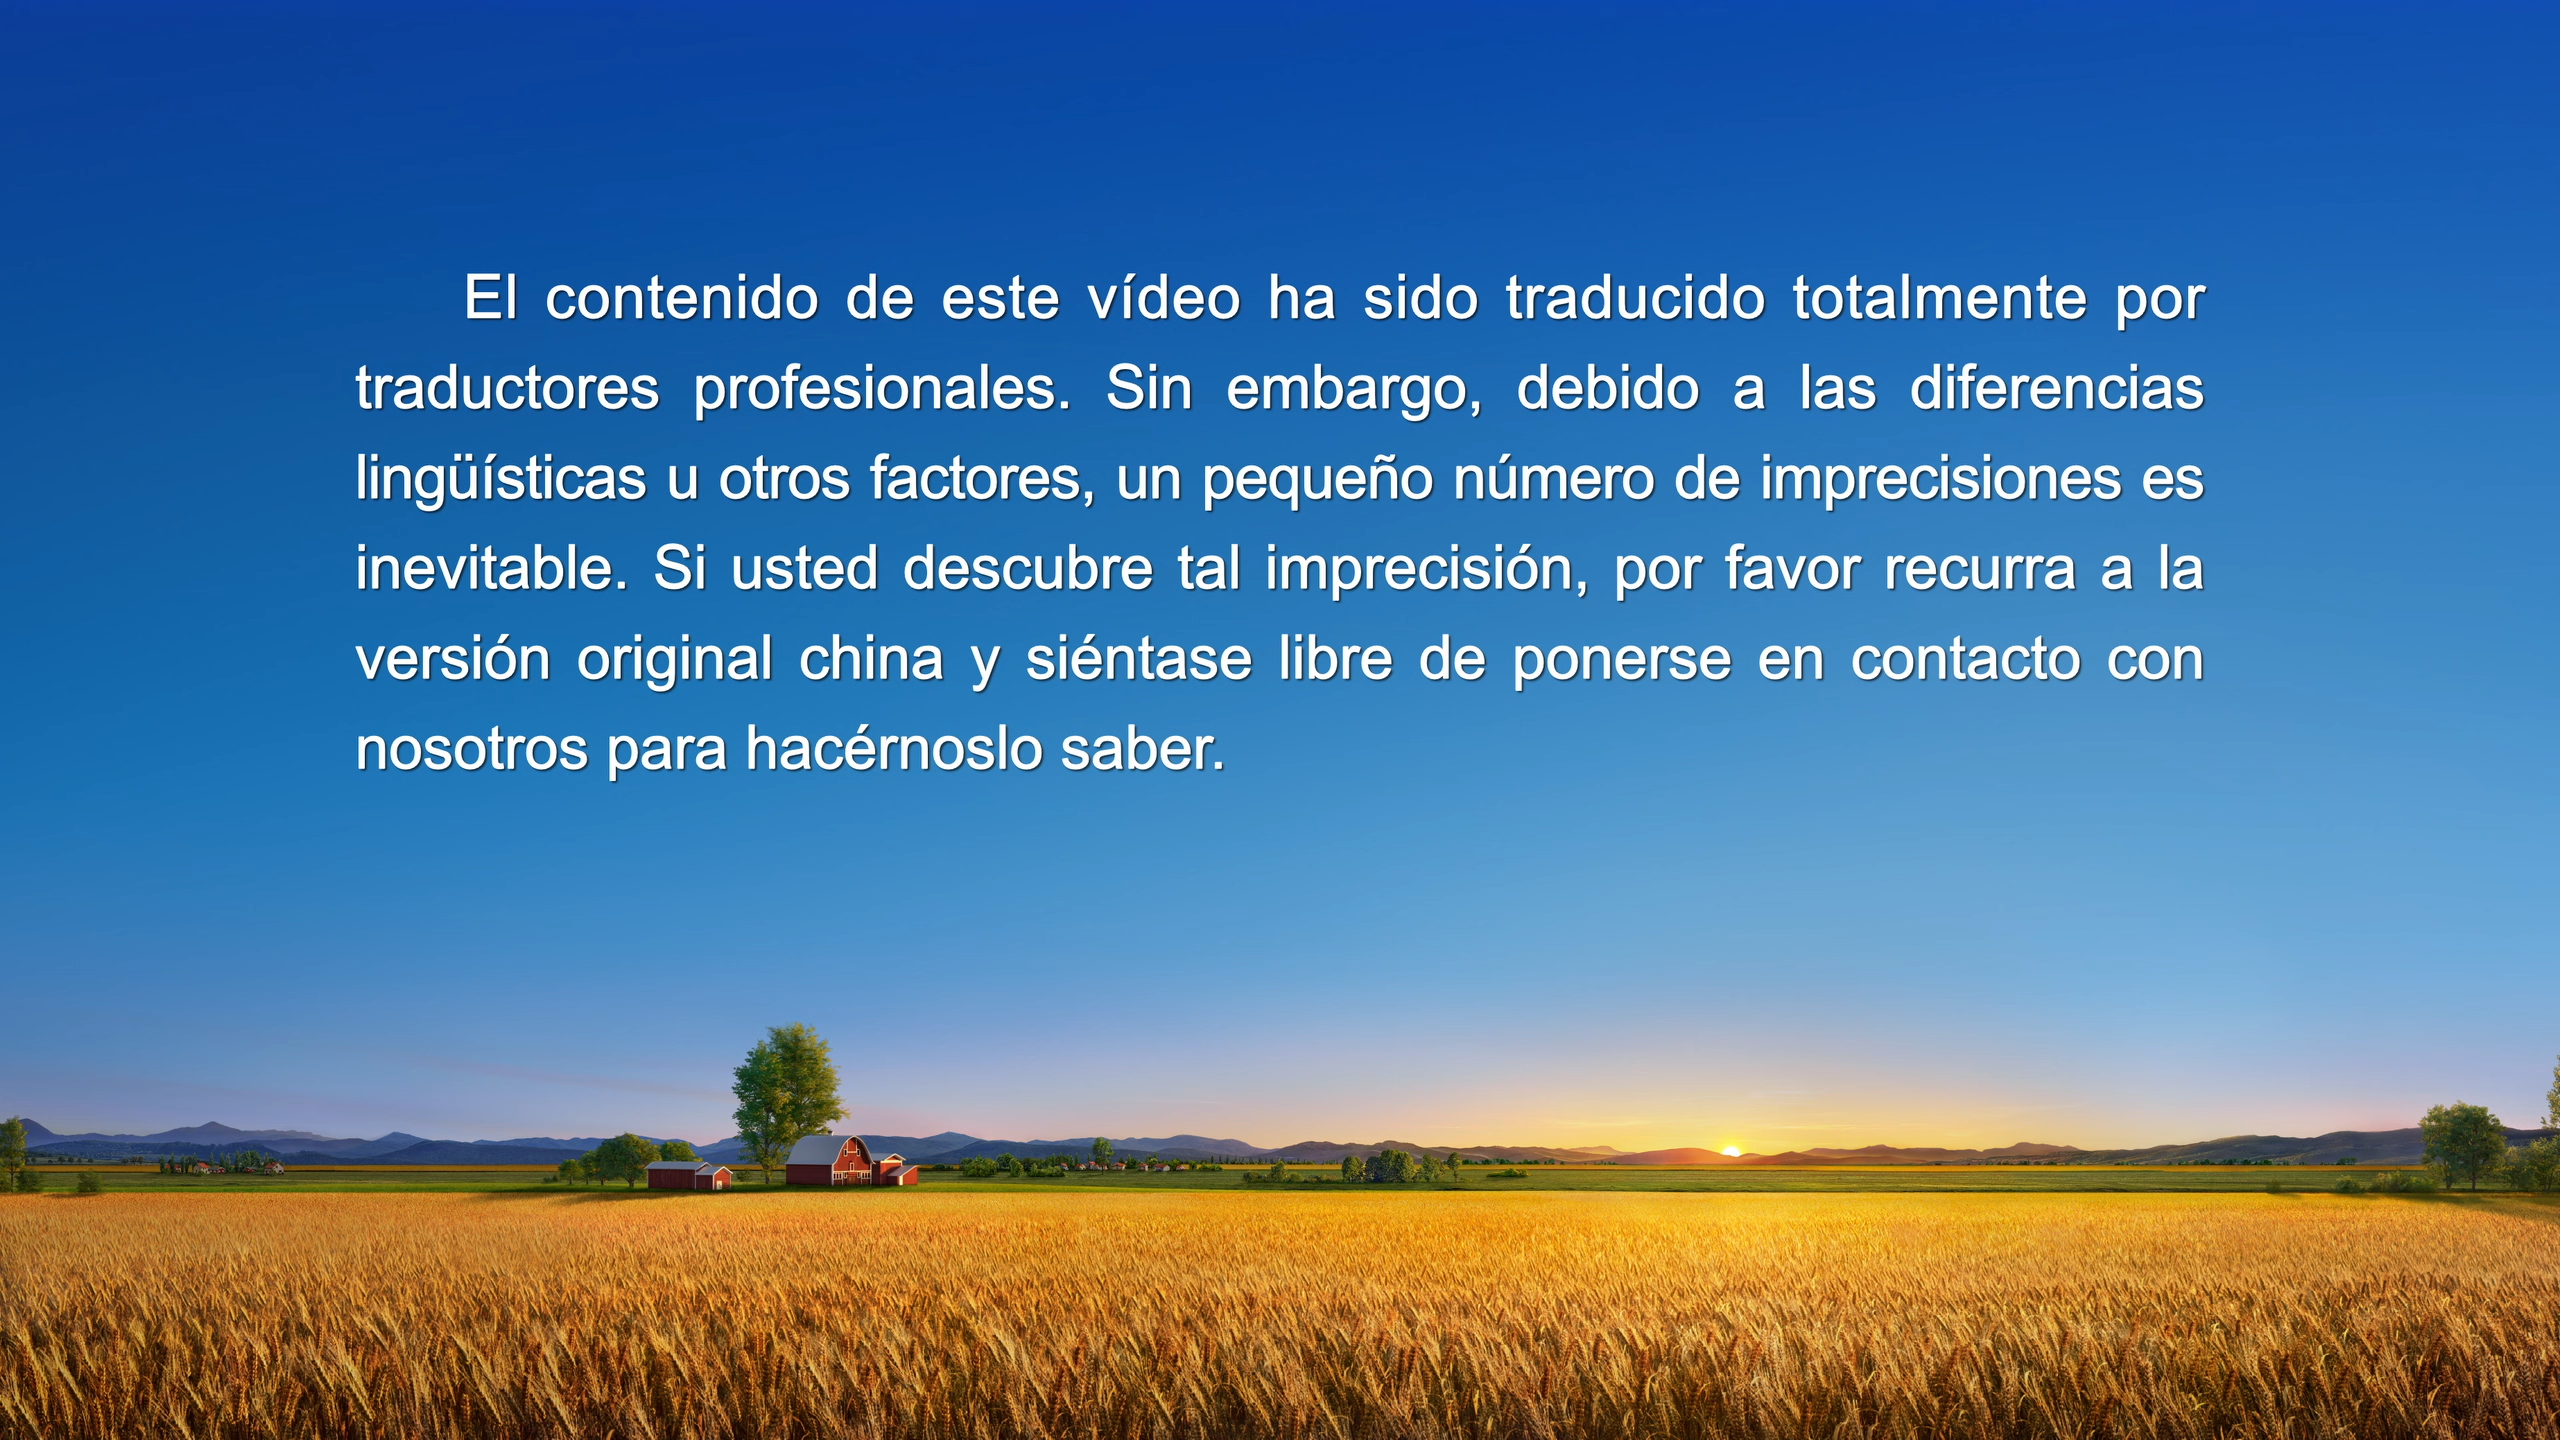 El contenido de este vídeo ha sido traducido totalmente por
traductores profesionales. Sin embargo, debido a las diferencias
lingüísticas u otros factores, un pequeño número de imprecisiones es
inevitable. Si usted descubre tal imprecisión, por favor recurra a la
versión original china y siéntase libre de ponerse en contacto con
nosotros para hacérnoslo saber.